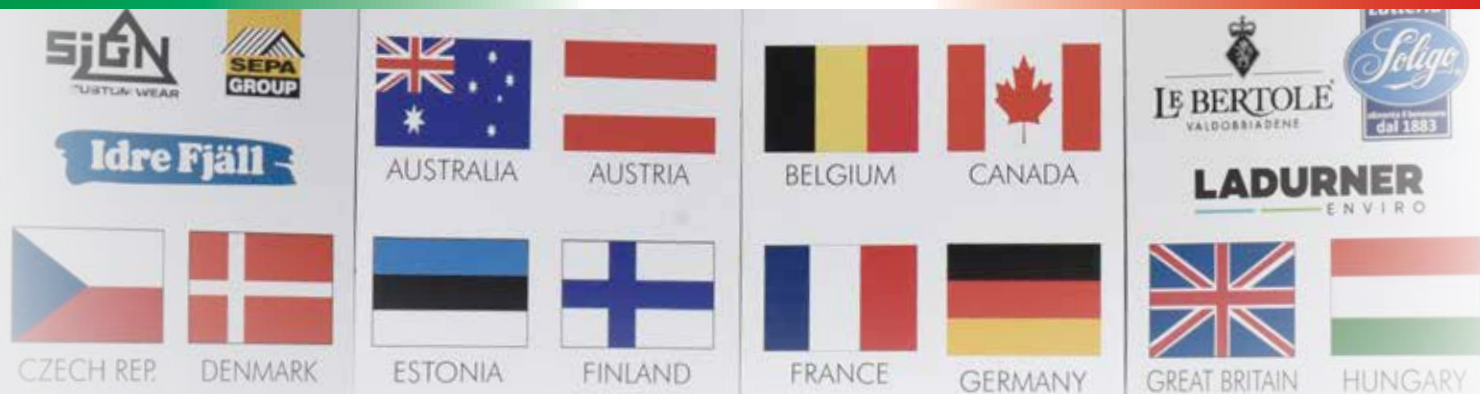 SIGN
CUSTOM WEAR
SEPA
GROUP
Idre Fjäll
LE BERTOLE
VALDOBBIADENE
Latteria
Soligo
dal 1883
LADURNER
ENVIRO
AUSTRALIA
AUSTRIA
BELGIUM
CANADA
CZECH REP.
DENMARK
ESTONIA
FINLAND
FRANCE
GERMANY
GREAT BRITAIN
HUNGARY